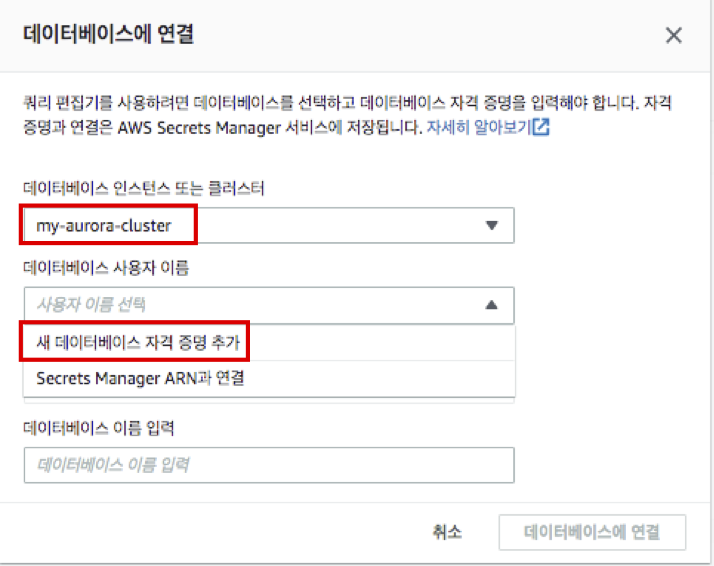 데이터베이스에 연결
쿼리 편집기를 사용하려면 데이터베이스를 선택하고 데이터베이스 자격 증명을 입력해야 합니다. 자격
증명과 연결은 AWS Secrets Manager 서비스에 저장됩니다. 자세히 알아보기
데이터베이스 인스턴스 또는 클러스터
my-aurora-cluster
데이터베이스 사용자 이름
사용자 이름 선택
새 데이터베이스 자격 증명 추가
Secrets Manager ARN과 연결
데이터베이스 이름 입력
데이터베이스 이름 입력
취소 데이터베이스에 연결